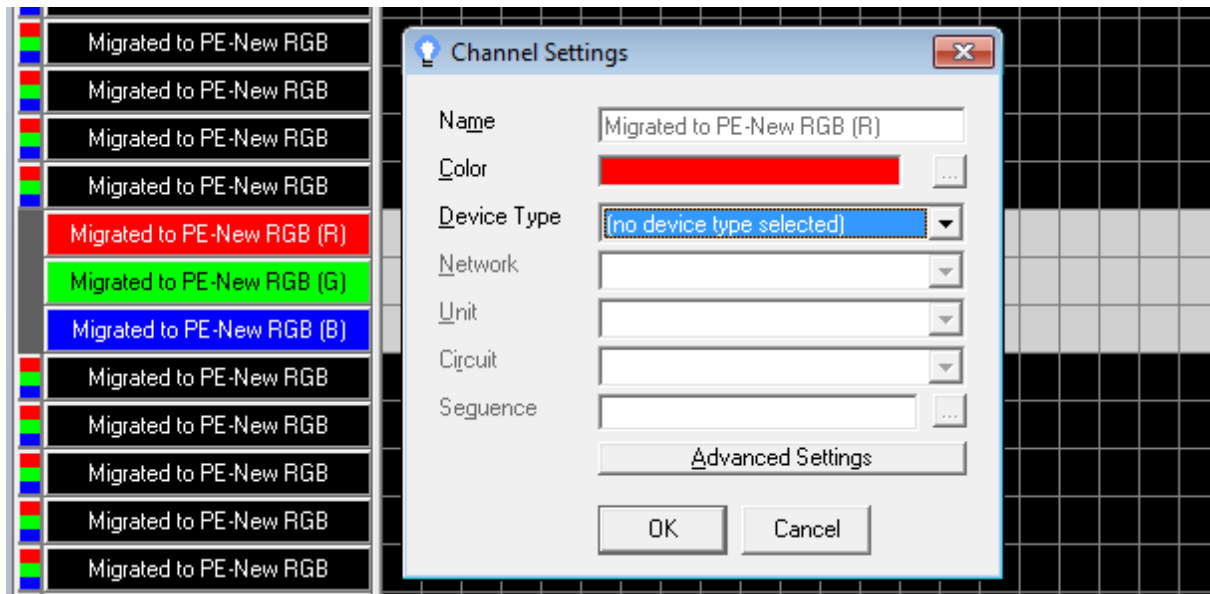 Migrated to PE-New RGB
Migrated to PE-New RGB
Migrated to PE-New RGB
Migrated to PE-New RGB
Migrated to PE-New RGB (R)
Migrated to PE-New RGB (G)
Migrated to PE-New RGB (B)
Migrated to PE-New RGB
Migrated to PE-New RGB
Migrated to PE-New RGB
Migrated to PE-New RGB
Migrated to PE-New RGB
Channel Settings
Name Migrated to PE-New RGB (R)
Color ...
Device Type (no device type selected)
Network
Unit
Circuit
Sequence ...
Advanced Settings
OK Cancel